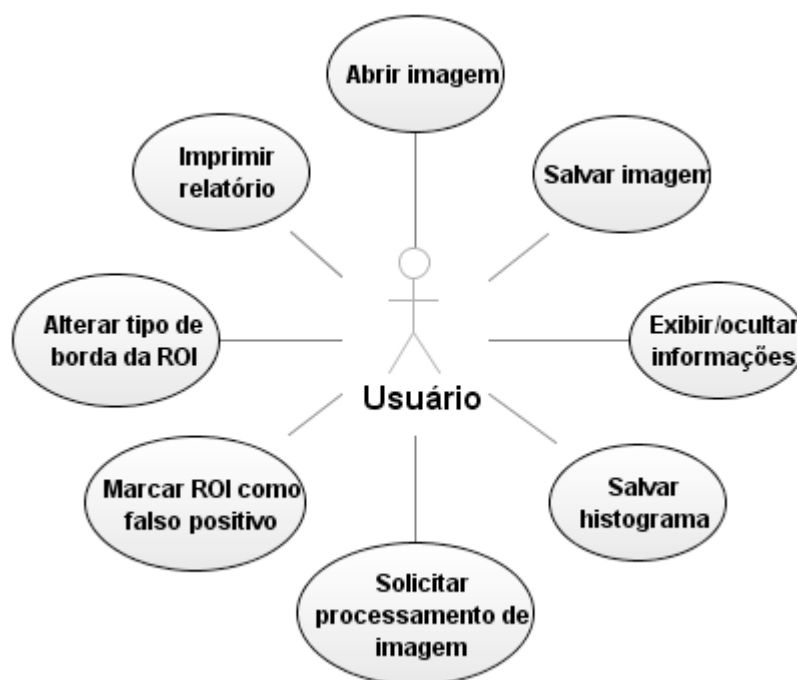 Abrir imagem
Imprimir
relatório
Salvar imagem
Alterar tipo de
borda da ROI
Exibir/ocultar
informações
Usuário
Marcar ROI como
falso positivo
Salvar
histograma
Solicitar
processamento de
imagem